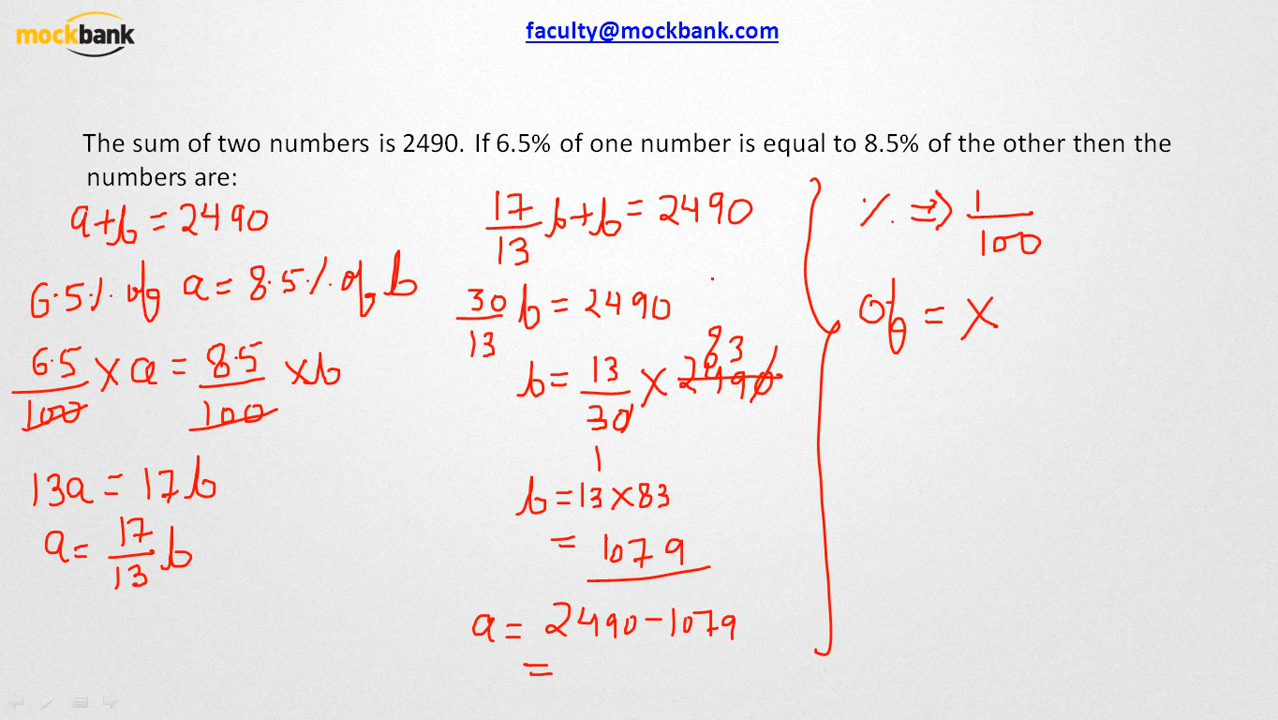 mockbank
faculty@mockbank.com
The sum of two numbers is 2490. If 6.5% of one number is equal to 8.5% of the other then the
numbers are:
a+b = 2490
6.5% of a = 8.5% of b
6.5/100 × a = 8.5/100 × b
13a = 17b
a = 17/13 b
17/13 b + b = 2490
30/13 b = 2490
83
b = 13/30 × 2490
1
b = 13 × 83
= 1079
a = 2490 - 1079
=
% ⇒ 1/100
of = ×